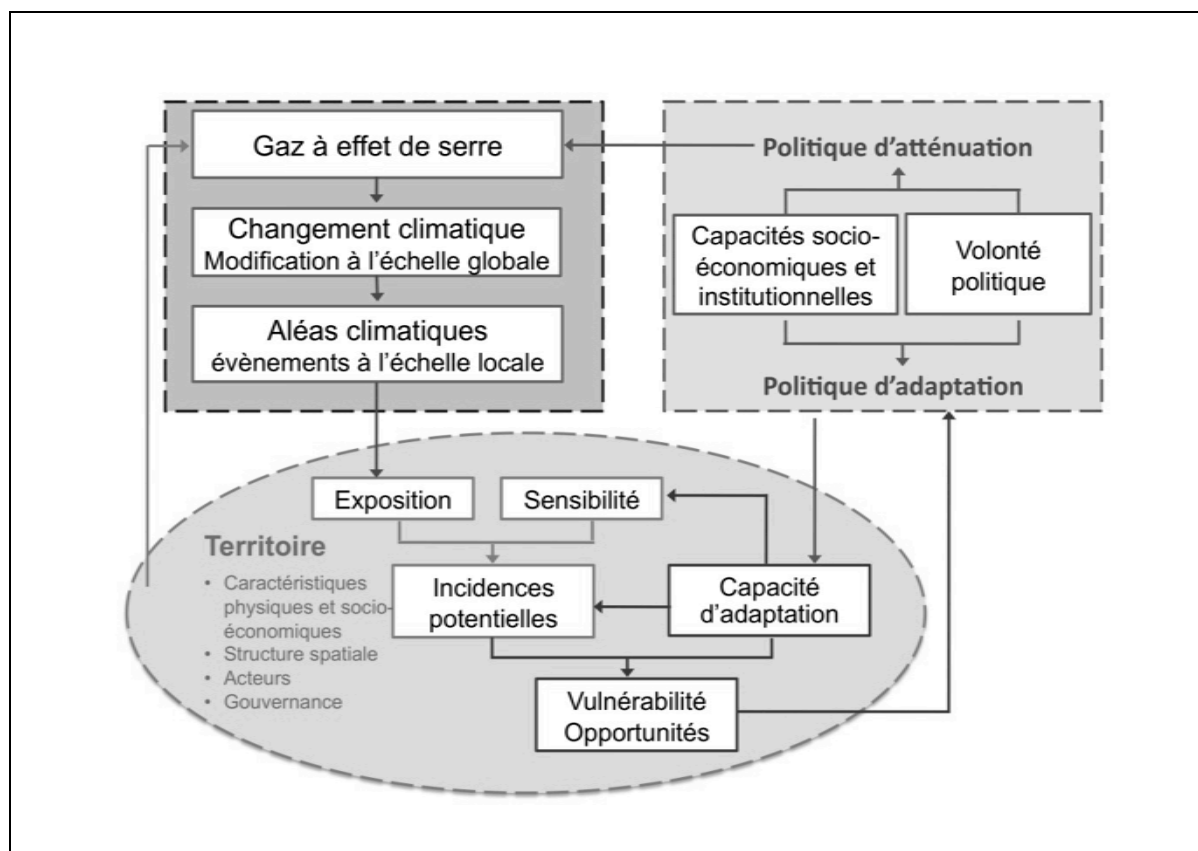 Gaz à effet de serre
Changement climatique
Modification à l'échelle globale
Aléas climatiques
évènements à l'échelle locale
Politique d'atténuation
Capacités socio-
économiques et
institutionnelles
Volonté
politique
Politique d'adaptation
Exposition
Sensibilité
Territoire
• Caractéristiques
physiques et socio-
économiques
• Structure spatiale
• Acteurs
• Gouvernance
Incidences
potentielles
Capacité
d'adaptation
Vulnérabilité
Opportunités